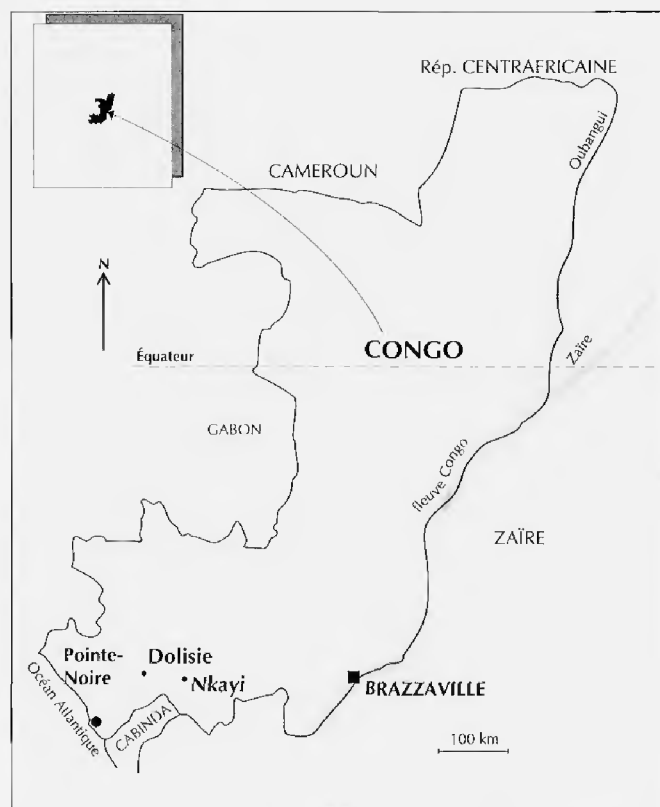 Rép. CENTRAFRICAINE
Oubangui
CAMEROUN
N
CONGO
Équateur
Zaïre
GABON
fleuve Congo
ZAÏRE
Pointe-
Noire
Dolisie
Nkayi
Océan Atlantique
CABINDA
BRAZZAVILLE
100 km